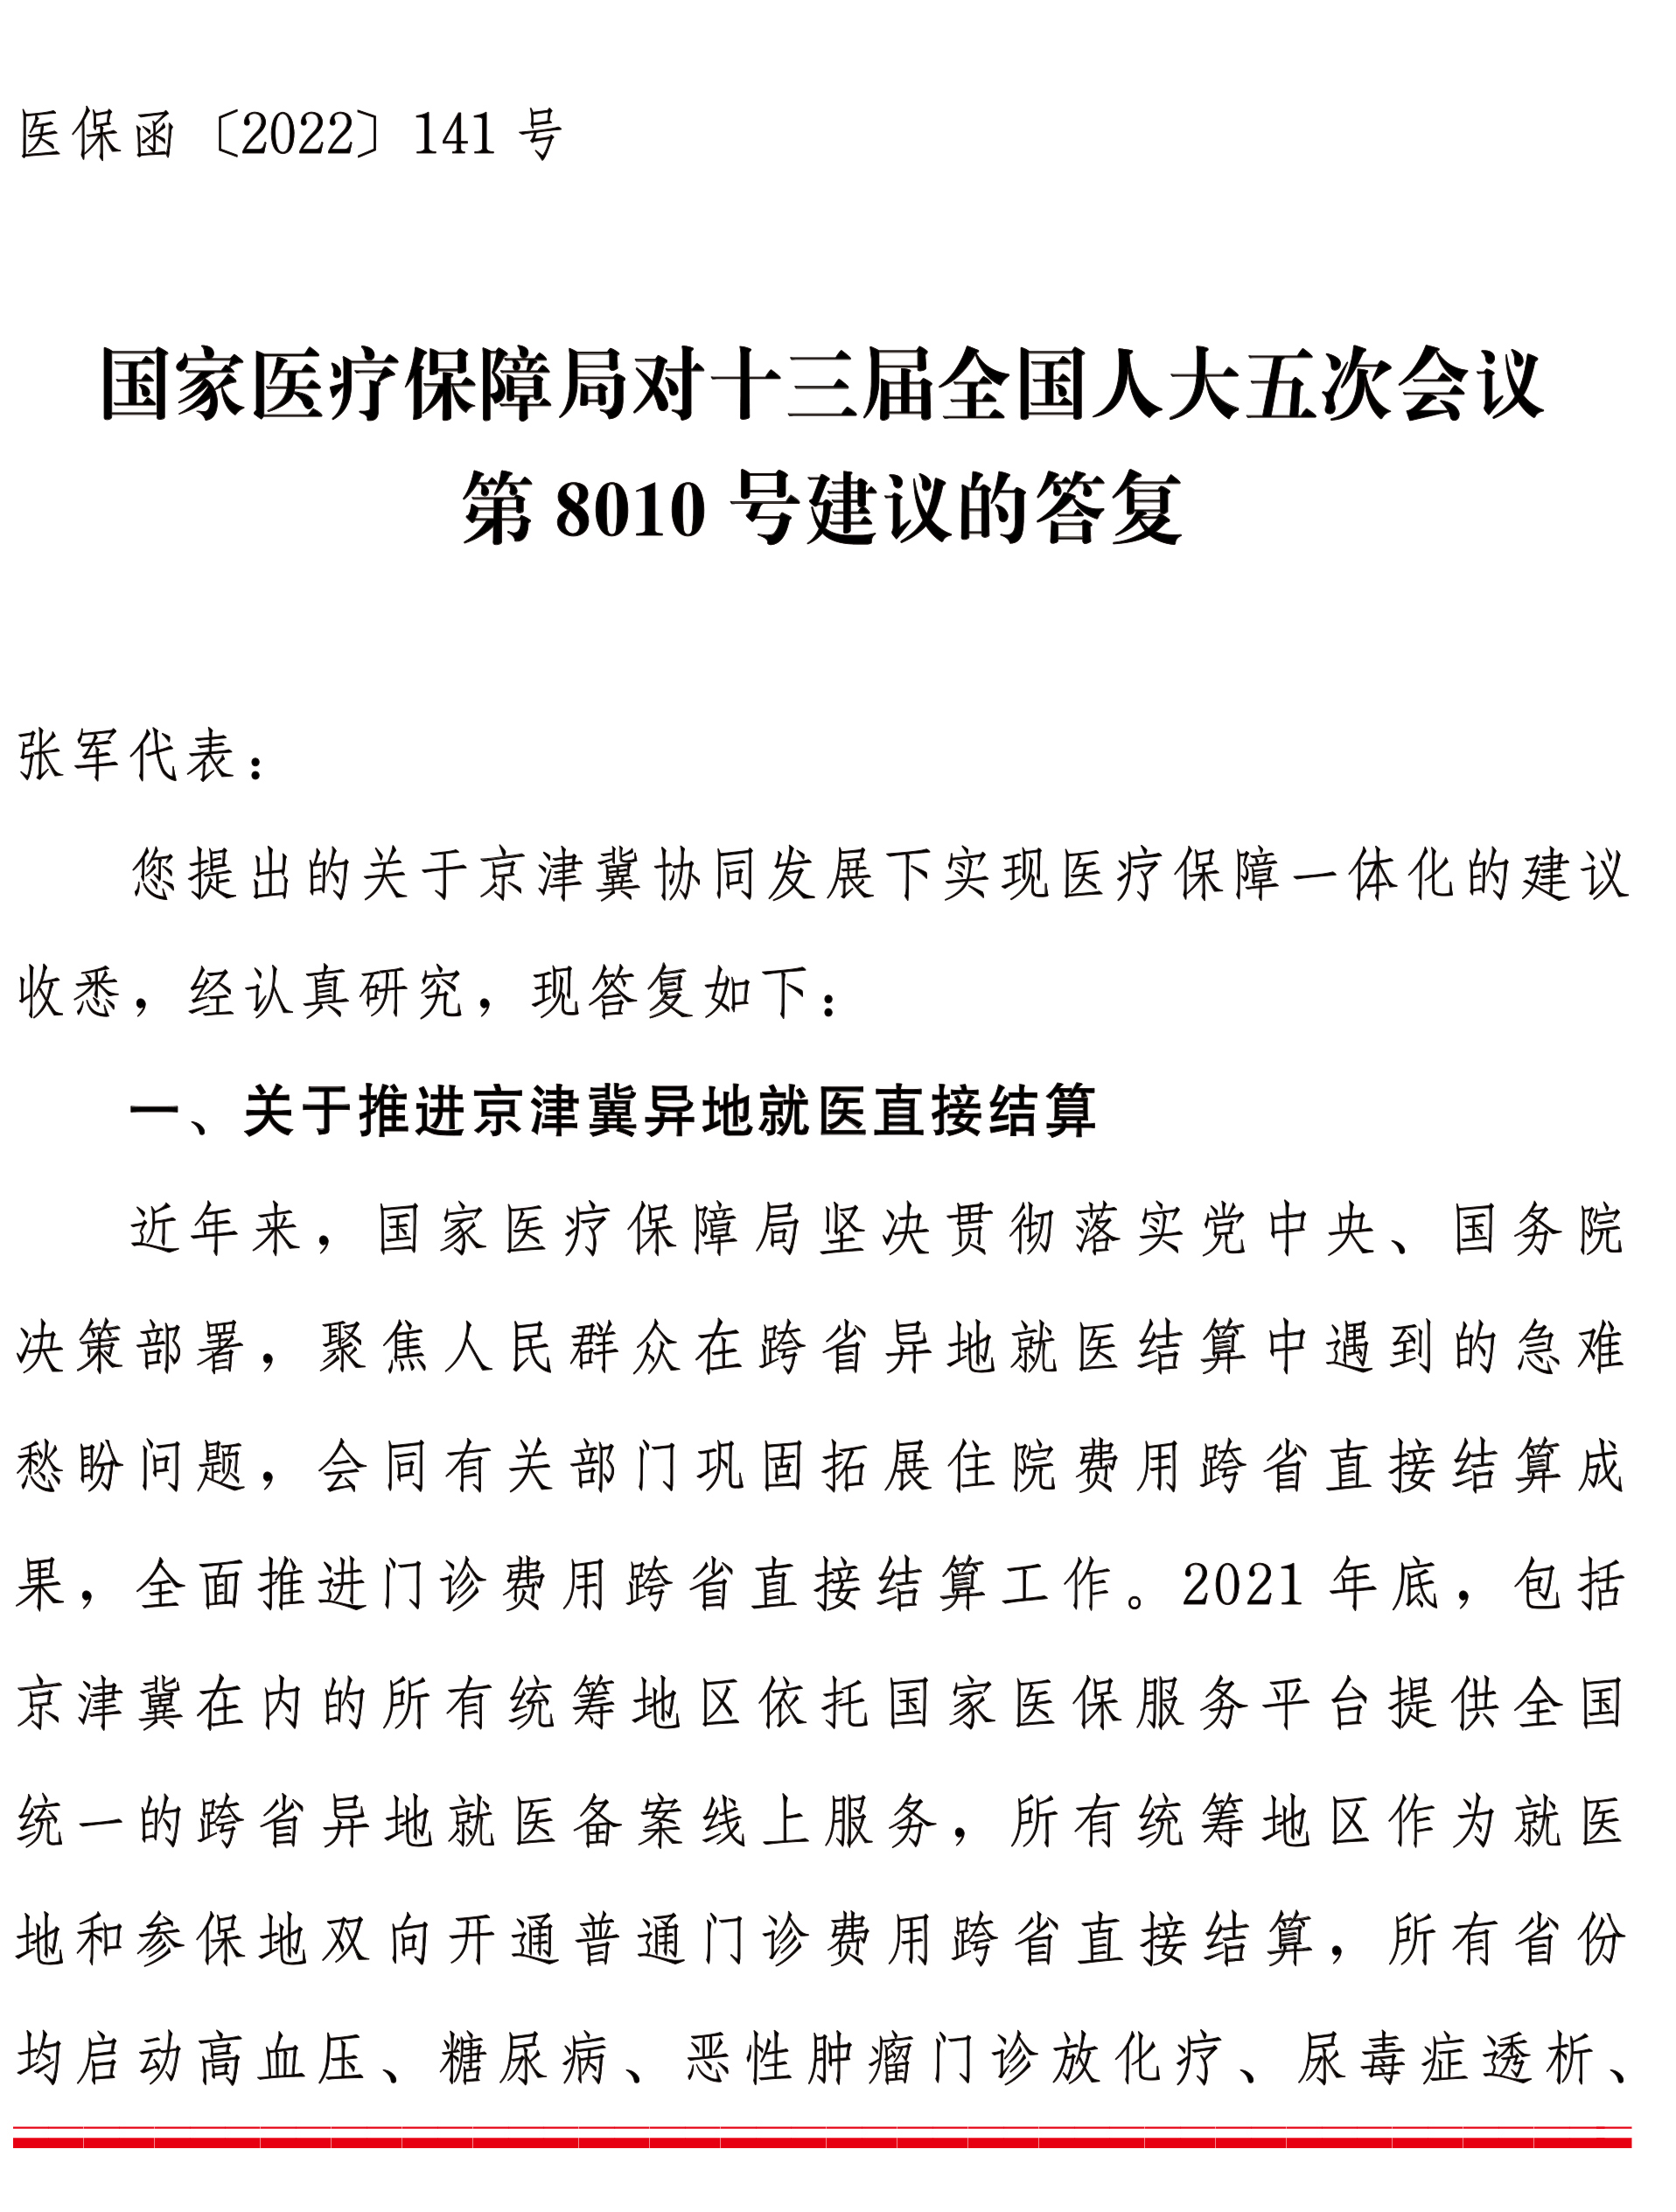 医保函〔2022〕141 号
国家医疗保障局对十三届全国人大五次会议
第 8010 号建议的答复
张军代表：
您提出的关于京津冀协同发展下实现医疗保障一体化的建议
收悉，经认真研究，现答复如下：
一、关于推进京津冀异地就医直接结算
近年来，国家医疗保障局坚决贯彻落实党中央、国务院
决策部署，聚焦人民群众在跨省异地就医结算中遇到的急难
愁盼问题，会同有关部门巩固拓展住院费用跨省直接结算成
果，全面推进门诊费用跨省直接结算工作。2021 年底，包括
京津冀在内的所有统筹地区依托国家医保服务平台提供全国
统一的跨省异地就医备案线上服务，所有统筹地区作为就医
地和参保地双向开通普通门诊费用跨省直接结算，所有省份
均启动高血压、糖尿病、恶性肿瘤门诊放化疗、尿毒症透析、